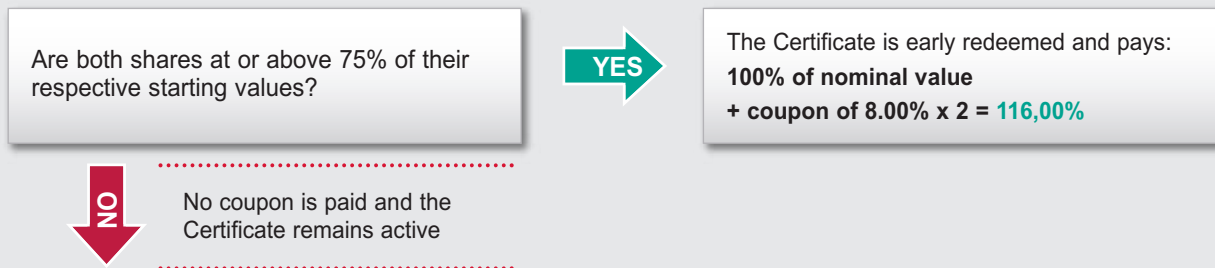 Are both shares at or above 75% of their
respective starting values?
YES
The Certificate is early redeemed and pays:
100% of nominal value
+ coupon of 8.00% x 2 = 116,00%
NO
No coupon is paid and the
Certificate remains active